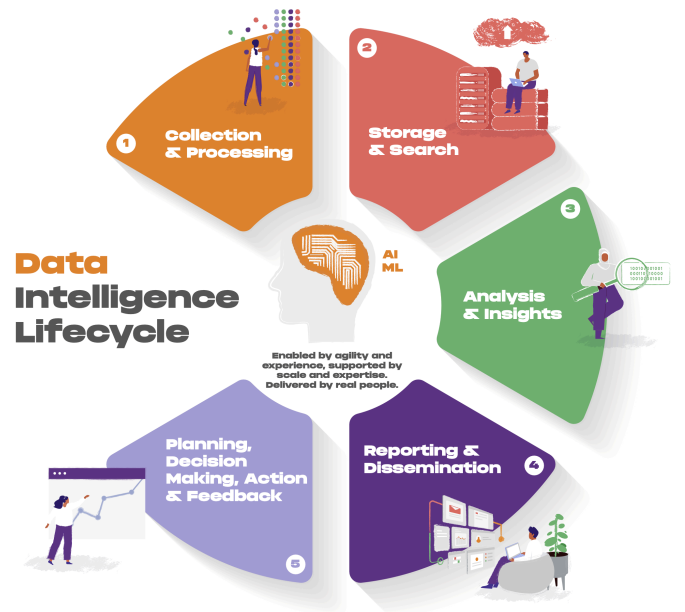 Data
Intelligence
Lifecycle
1
Collection
& Processing
2
Storage
& Search
3
Analysis
& Insights
4
Reporting &
Dissemination
5
Planning,
Decision
Making, Action
& Feedback
AI
ML
Enabled by agility and
experience, supported by
scale and expertise.
Delivered by real people.